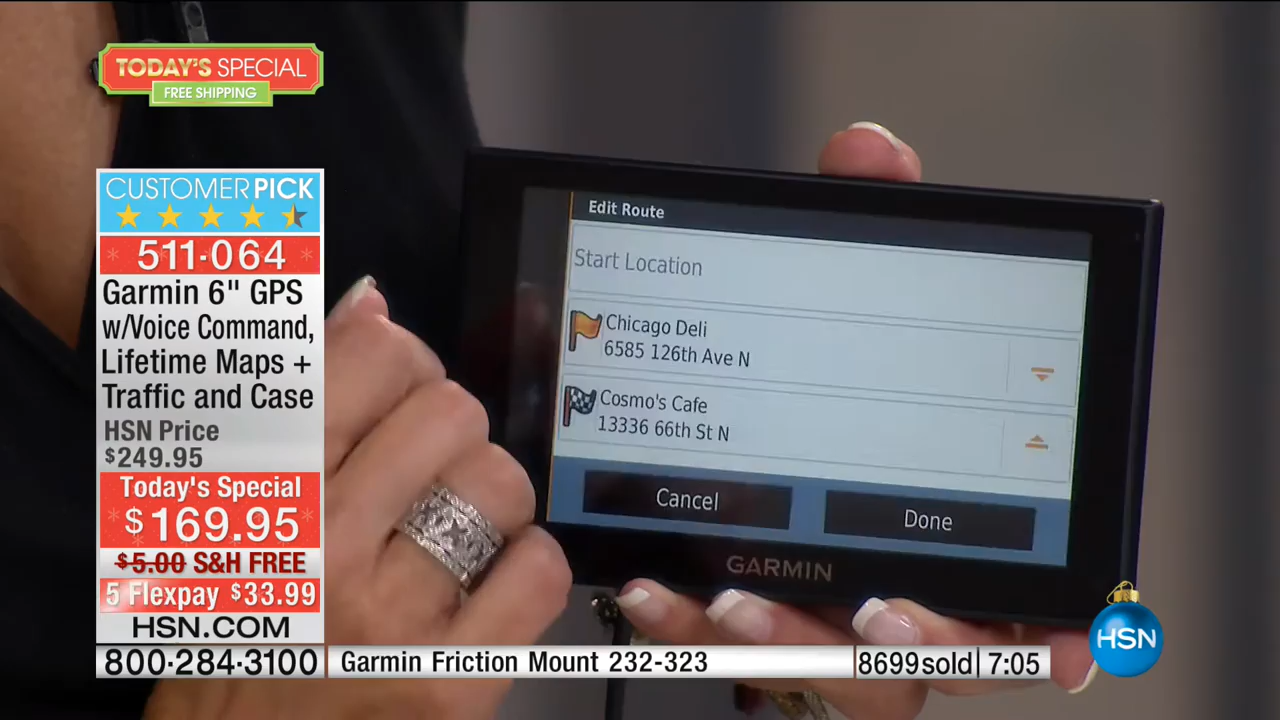 TODAY'S SPECIAL
FREE SHIPPING
CUSTOMER PICK
511-064
Garmin 6" GPS
w/Voice Command,
Lifetime Maps +
Traffic and Case
HSN Price
$249.95
Today's Special
$169.95
$5.00 S&H FREE
5 Flexpay $33.99
HSN.COM
800-284-3100
Garmin Friction Mount 232-323
8699sold
7:05
HSN
Edit Route
Start Location
Chicago Deli
6585 126th Ave N
Cosmo's Cafe
13336 66th St N
Cancel
Done
GARMIN